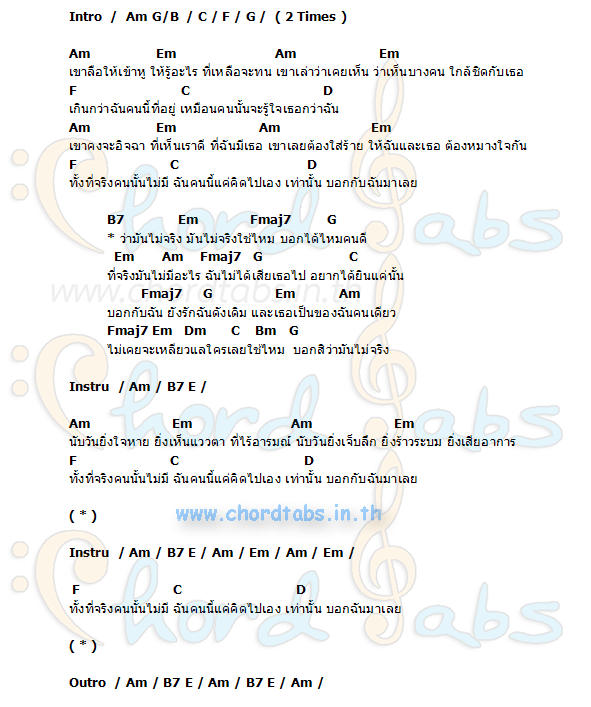 Intro / Am G/B / C / F / G / ( 2 Times )
Am Em Am Em
เขาลือให้เข้าหู ให้รู้อะไร ที่เหลือจะทน เขาเล่าว่าเคยเห็น ว่าเห็นบางคน ใกล้ชิดกับเธอ
F C D
เกินกว่าฉันคนนี้ที่อยู่ เหมือนคนนั้นจะรู้ใจเธอกว่าฉัน
Am Em Am Em
เขาคงจะอิจฉา ที่เห็นเราดี ที่ฉันมีเธอ เขาเลยต้องใส่ร้าย ให้ฉันและเธอ ต้องหมางใจกัน
F C D
ทั้งที่จริงคนนั้นไม่มี ฉันคนนี้แค่คิดไปเอง เท่านั้น บอกกับฉันมาเลย
B7 Em Fmaj7 G
* ว่ามันไม่จริง มันไม่จริงใช่ไหม บอกได้ไหมคนดี
Em Am Fmaj7 G C
ที่จริงมันไม่มีอะไร ฉันไม่ได้เสียเธอไป อยากได้ยินแค่นั้น
www.chordtabs.in.th
Fmaj7 G Em Am
บอกกับฉัน ยังรักฉันดังเดิม และเธอเป็นของฉันคนเดียว
Fmaj7 Em Dm C Bm G
ไม่เคยจะเหลียวแลใครเลยใช่ไหม บอกสิว่ามันไม่จริง
Instru / Am / B7 E /
Am Em Am Em
นับวันยิ่งใจหาย ยิ่งเห็นแววตา ที่ไร้อารมณ์ นับวันยิ่งเจ็บลึก ยิ่งร้าวระบม ยิ่งเสียอาการ
F C D
ทั้งที่จริงคนนั้นไม่มี ฉันคนนี้แค่คิดไปเอง เท่านั้น บอกกับฉันมาเลย
( * )
www.chordtabs.in.th
Instru / Am / B7 E / Am / Em / Am / Em /
F C D
ทั้งที่จริงคนนั้นไม่มี ฉันคนนี้แค่คิดไปเอง เท่านั้น บอกฉันมาเลย
( * )
Outro / Am / B7 E / Am / B7 E / Am /